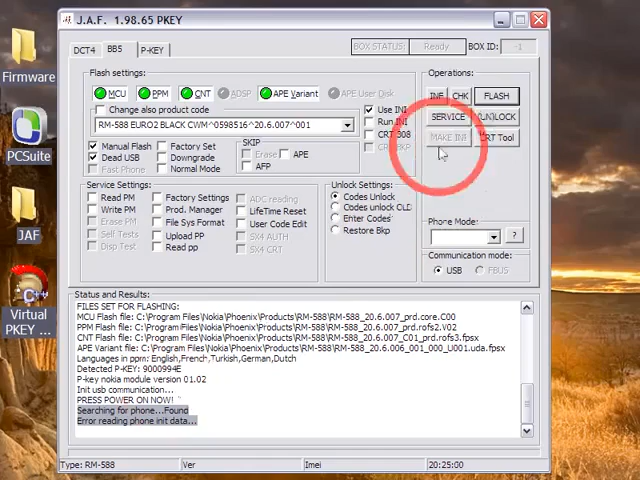 J.A.F. 1.98.65 PKEY
DCT4
BB5
P-KEY
BOX STATUS:
Ready
BOX ID:
-1
Flash settings:
MCU
PPM
CNT
ADSP
APE Variant
APE User Disk
Change also product code
RM-588 EURO2 BLACK CWM^0598516^20.6.007^001
Use INI
Run INI
CRT 308
Manual Flash
Dead USB
Fast Phone
Factory Set
Downgrade
Normal Mode
SKIP
Erase
APE
AFP
Operations:
INF
CHK
FLASH
SERVICE
(UN)LOCK
MAKE INI
CRT Tool
Phone Mode:
?
Communication mode:
USB
FBUS
Service Settings:
Read PM
Write PM
Erase PM
Self Tests
Disp Test
Factory Settings
Prod. Manager
File Sys Format
Upload PP
Read pp
ADC reading
LifeTime Reset
User Code Edit
SX4 AUTH
SX4 CRT
Unlock Settings:
Codes Unlock
Codes unlock OLD
Enter Codes
Restore Bkp
Status and Results:
FILES SET FOR FLASHING:
MCU Flash file: C:\Program Files\Nokia\Phoenix\Products\RM-588\RM-588_20.6.007_prd.core.C00
PPM Flash file: C:\Program Files\Nokia\Phoenix\Products\RM-588\RM-588_20.6.007_prd.rofs2.V02
CNT Flash file: C:\Program Files\Nokia\Phoenix\Products\RM-588\RM-588_20.6.007_C01_prd.rofs3.fpsx
APE Variant file: C:\Program Files\Nokia\Phoenix\Products\RM-588\RM-588_20.6.006_001_000_U001.uda.fpsx
Languages in ppm: English,French,Turkish,German,Dutch
Detected P-KEY: 9000994E
P-key nokia module version 01.02
Init usb communication...
PRESS POWER ON NOW!
Searching for phone...Found
Error reading phone init data...
Type: RM-588
Ver
Imei
20:25:00
Firmware
PCSuite
JAF
C++
Virtual
PKEY ...